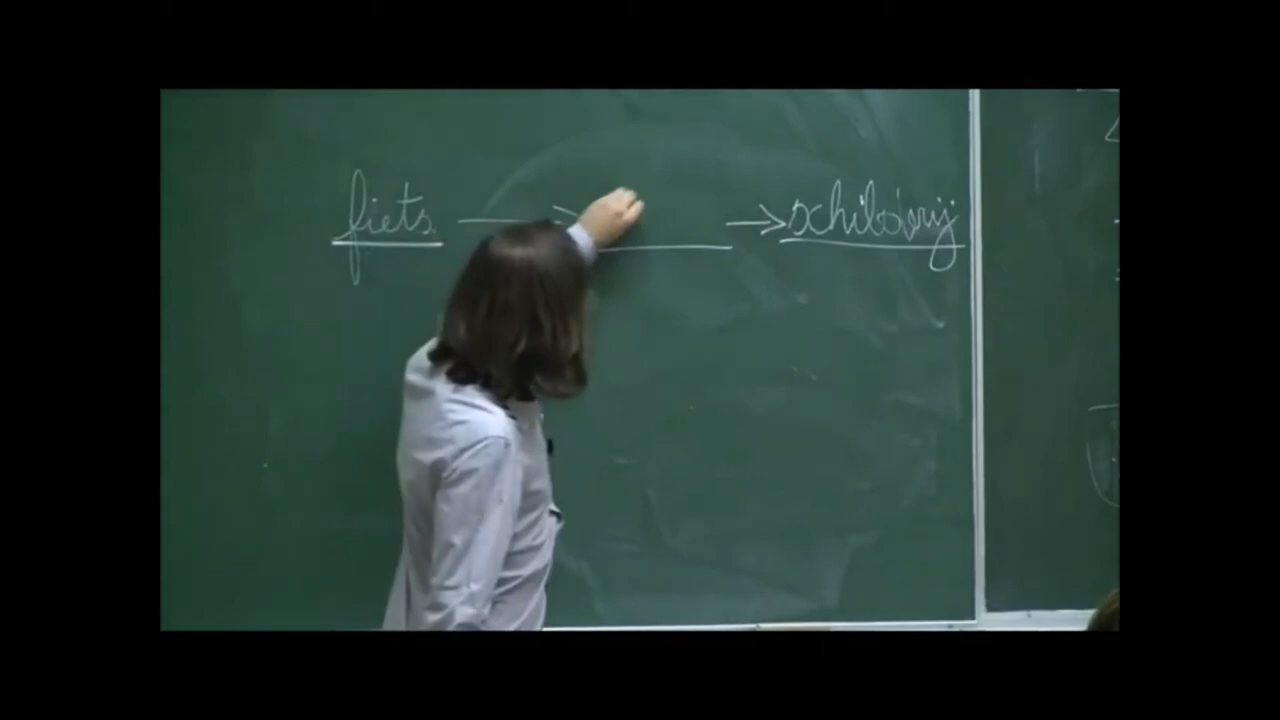 fiets → → schilderij